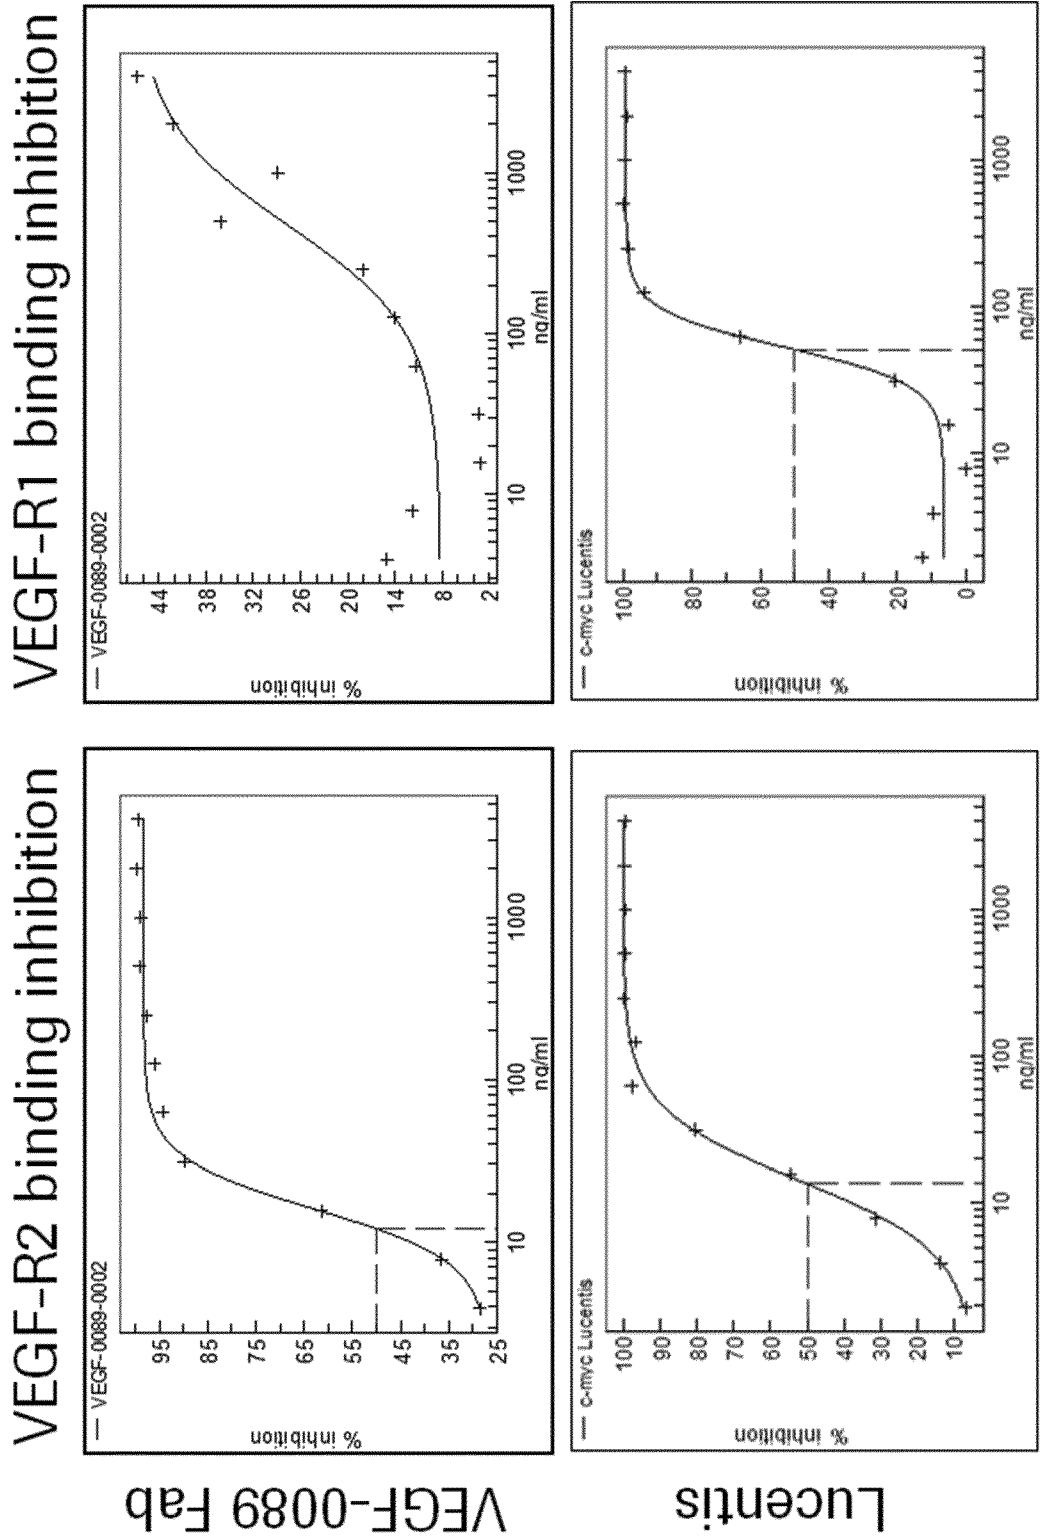 VEGF-R2 binding inhibition
VEGF-R1 binding inhibition
VEGF-0089 Fab
— VEGF-0089-0002
% inhibition
95
85
75
65
55
45
35
25
10
100
1000
ng/ml
— VEGF-0089-0002
% inhibition
44
38
32
26
20
14
8
2
10
100
1000
ng/ml
Lucentis
— c-myc Lucentis
% inhibition
100
90
80
70
60
50
40
30
20
10
10
100
1000
ng/ml
— c-myc Lucentis
% inhibition
100
80
60
40
20
0
10
100
1000
ng/ml